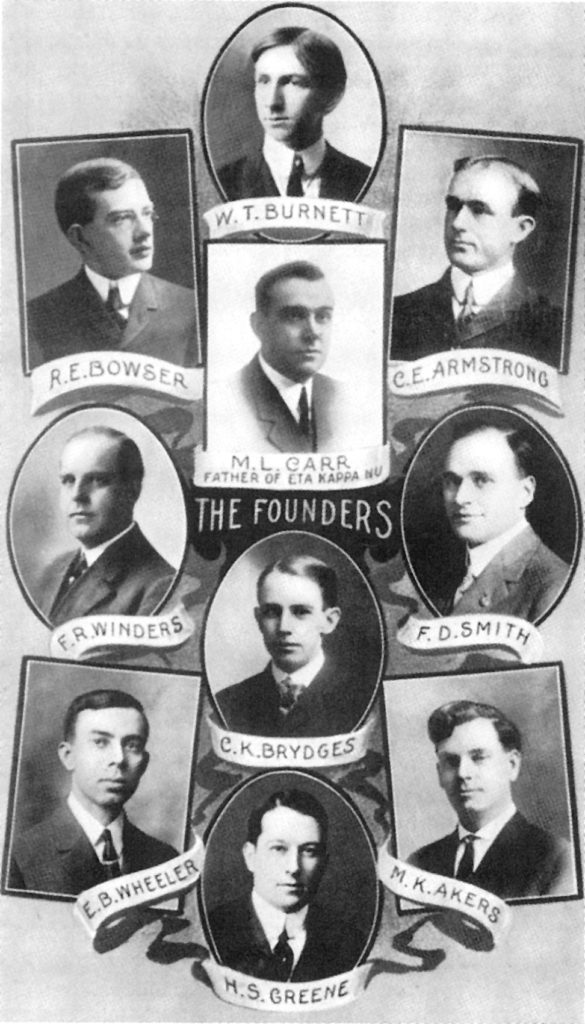 W. T. BURNETT
R. E. BOWSER
C. E. ARMSTRONG
M. L. CARR
FATHER OF ETA KAPPA NU
THE FOUNDERS
F. R. WINDERS
F. D. SMITH
C. K. BRYDGES
E. B. WHEELER
M. K. AKERS
H. S. GREENE